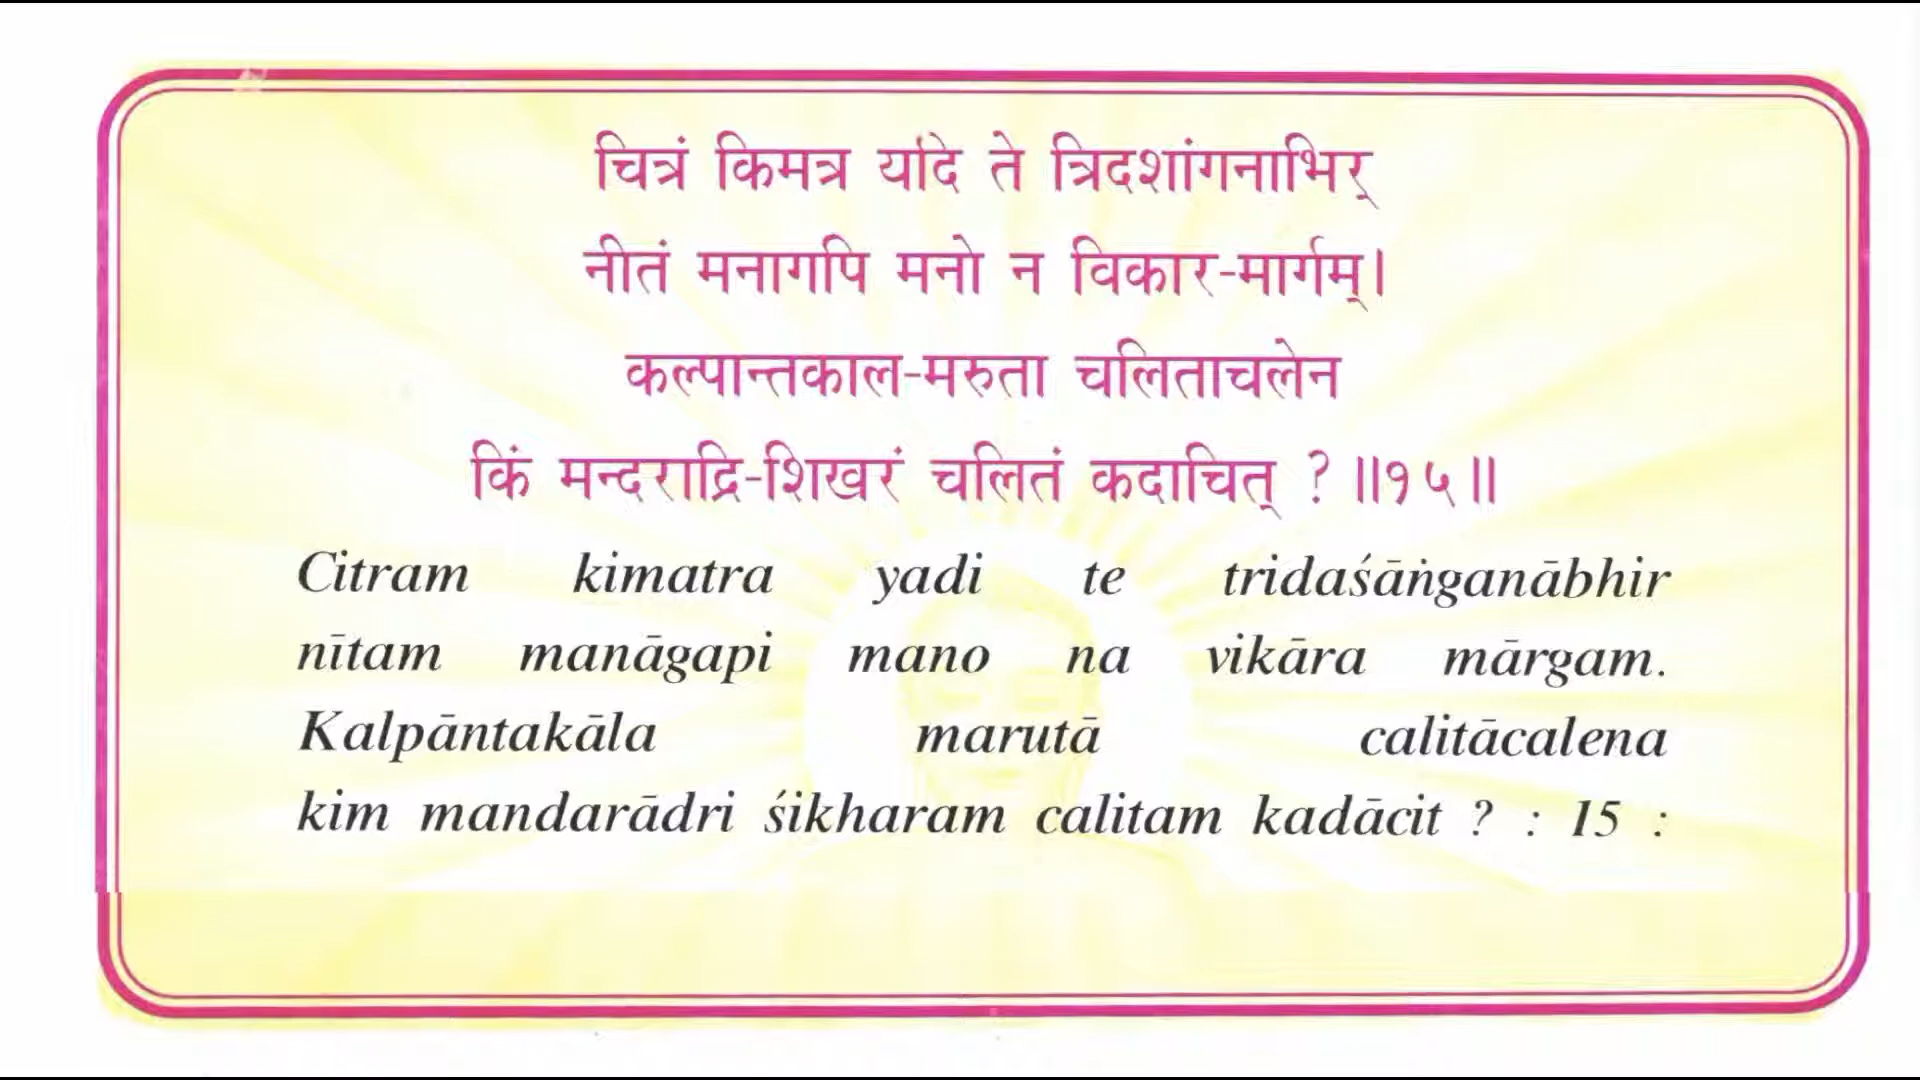 चित्रं किमत्र यदि ते त्रिदशांगनाभिर्
नीतं मनागपि मनो न विकार-मार्गम्।
कल्पान्तकाल-मरुता चलिताचलेन
किं मन्दराद्रि-शिखरं चलितं कदाचित् ? ॥१५॥
Citram kimatra yadi te tridaśāṅganābhir
nītam manāgapi mano na vikāra mārgam.
Kalpāntakāla marutā calitācalena
kim mandarādri śikharam calitam kadācit ? : 15 :